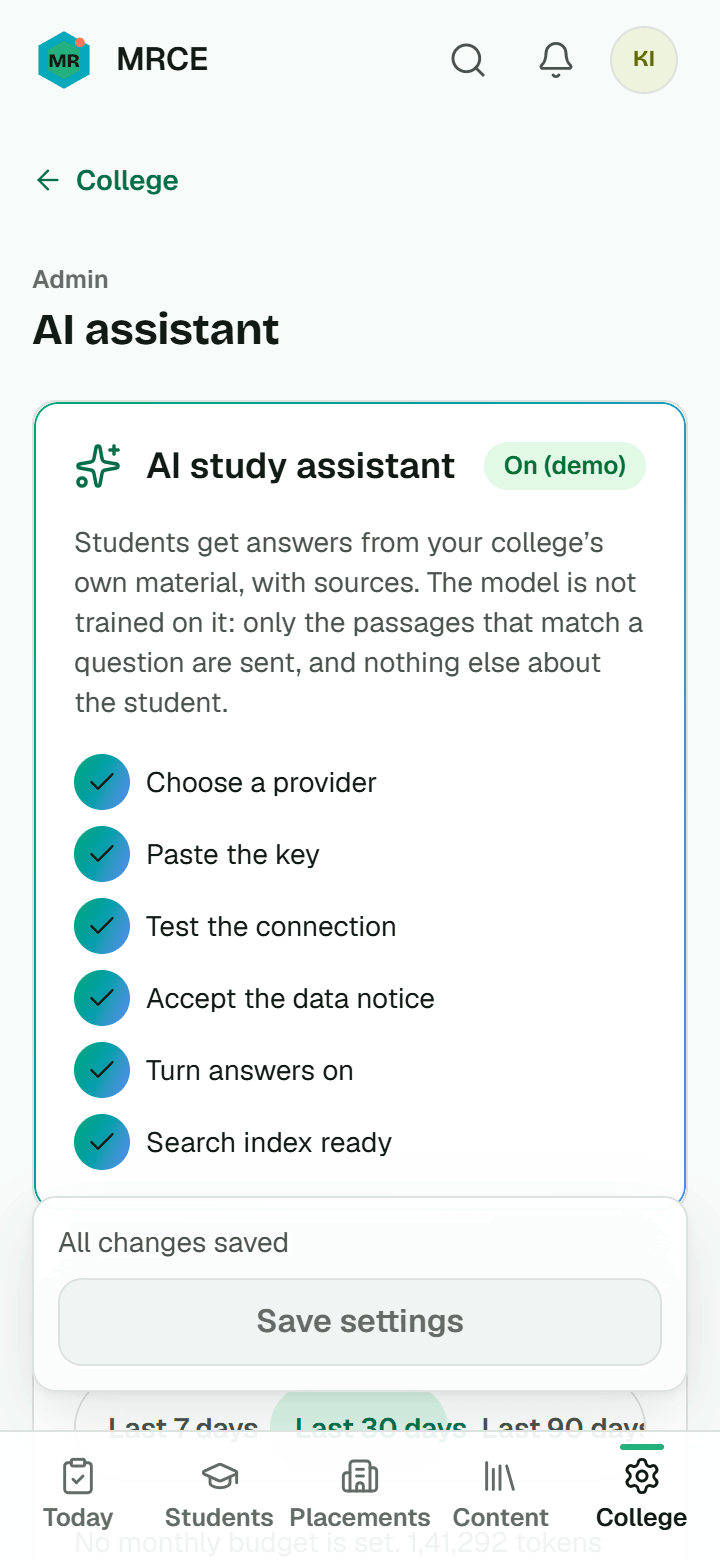 MR
MRCE
KI
College
Admin
AI assistant
AI study assistant
On (demo)
Students get answers from your college’s
own material, with sources. The model is not
trained on it: only the passages that match a
question are sent, and nothing else about
the student.
Choose a provider
Paste the key
Test the connection
Accept the data notice
Turn answers on
Search index ready
All changes saved
Save settings
Last 7 days
Last 30 days
Last 90 days
Today
Students
Placements
Content
College
No monthly budget is set. 1,41,292 tokens